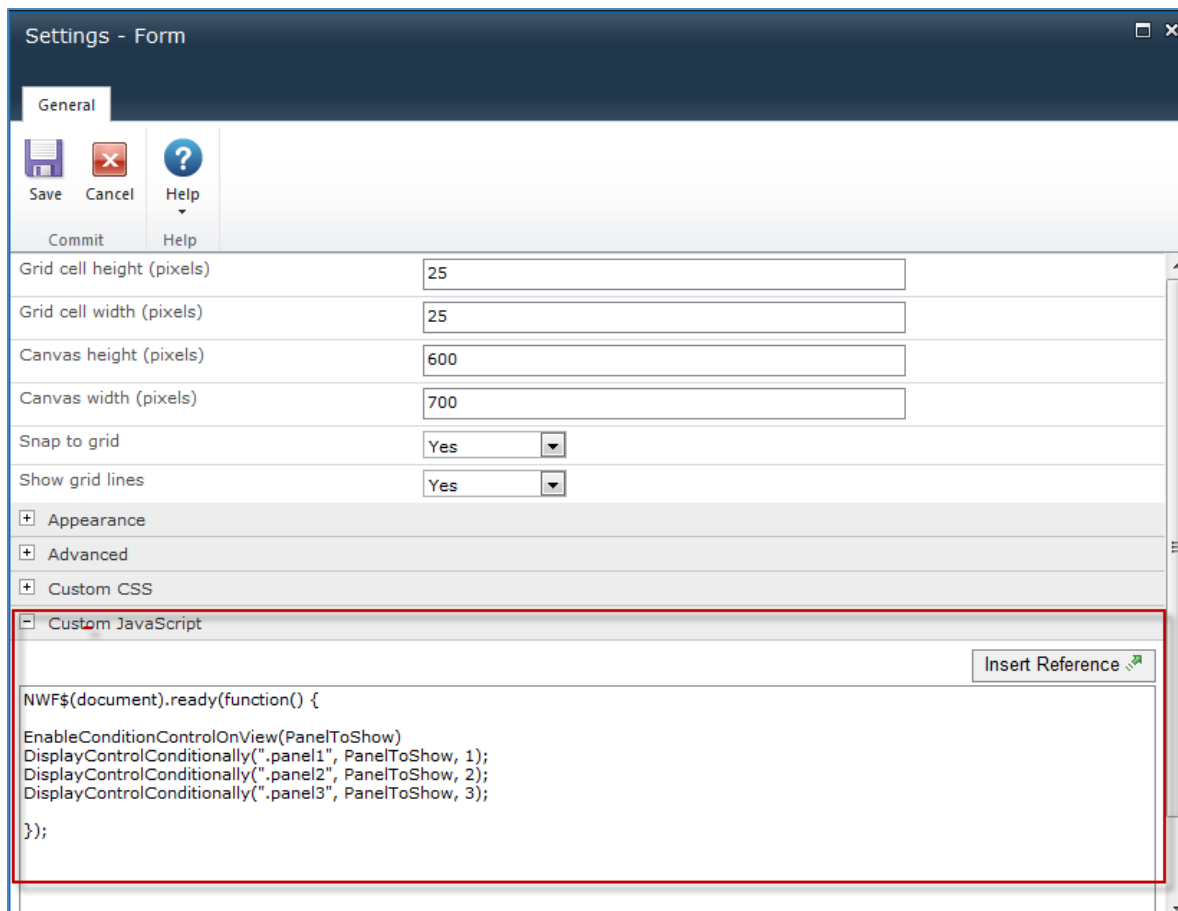 Settings - Form
General
Save Cancel Help
Commit Help
Grid cell height (pixels) 25
Grid cell width (pixels) 25
Canvas height (pixels) 600
Canvas width (pixels) 700
Snap to grid Yes
Show grid lines Yes
Appearance
Advanced
Custom CSS
Custom JavaScript
Insert Reference
NWF$(document).ready(function() {
EnableConditionControlOnView(PanelToShow)
DisplayControlConditionally(".panel1", PanelToShow, 1);
DisplayControlConditionally(".panel2", PanelToShow, 2);
DisplayControlConditionally(".panel3", PanelToShow, 3);
});